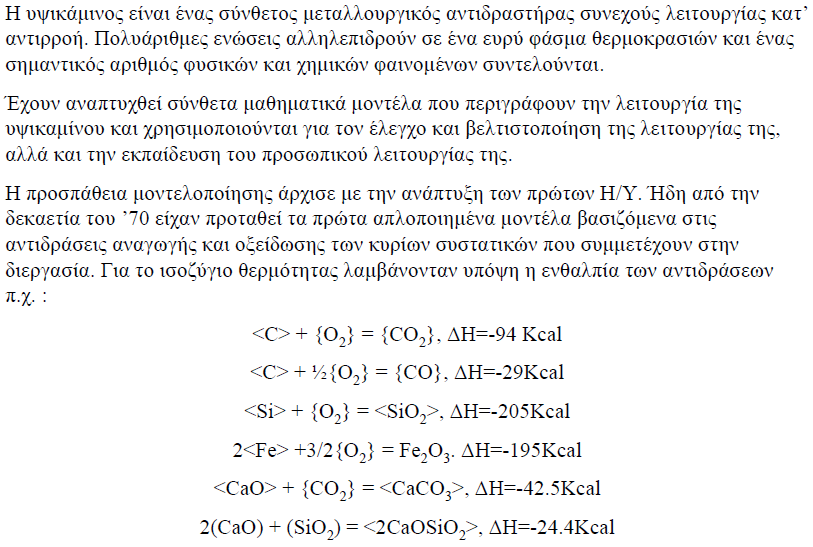 Η υψικάμινος είναι ένας σύνθετος μεταλλουργικός αντιδραστήρας συνεχούς λειτουργίας κατ’
αντιρροή. Πολυάριθμες ενώσεις αλληλεπιδρούν σε ένα ευρύ φάσμα θερμοκρασιών και ένας
σημαντικός αριθμός φυσικών και χημικών φαινομένων συντελούνται.
Έχουν αναπτυχθεί σύνθετα μαθηματικά μοντέλα που περιγράφουν την λειτουργία της
υψικαμίνου και χρησιμοποιούνται για τον έλεγχο και βελτιστοποίηση της λειτουργίας της,
αλλά και την εκπαίδευση του προσωπικού λειτουργίας της.
Η προσπάθεια μοντελοποίησης άρχισε με την ανάπτυξη των πρώτων Η/Υ. Ήδη από την
δεκαετία του ’70 είχαν προταθεί τα πρώτα απλοποιημένα μοντέλα βασιζόμενα στις
αντιδράσεις αναγωγής και οξείδωσης των κυρίων συστατικών που συμμετέχουν στην
διεργασία. Για το ισοζύγιο θερμότητας λαμβάνονταν υπόψη η ενθαλπία των αντιδράσεων
π.χ. :
<C> + {O₂} = {CO₂}, ΔH=-94 Kcal
<C> + ½{O₂} = {CO}, ΔH=-29Kcal
<Si> + {O₂} = <SiO₂>, ΔH=-205Kcal
2<Fe> +3/2{O₂} = Fe₂O₃. ΔH=-195Kcal
<CaO> + {CO₂} = <CaCO₃>, ΔH=-42.5Kcal
2(CaO) + (SiO₂) = <2CaOSiO₂>, ΔH=-24.4Kcal